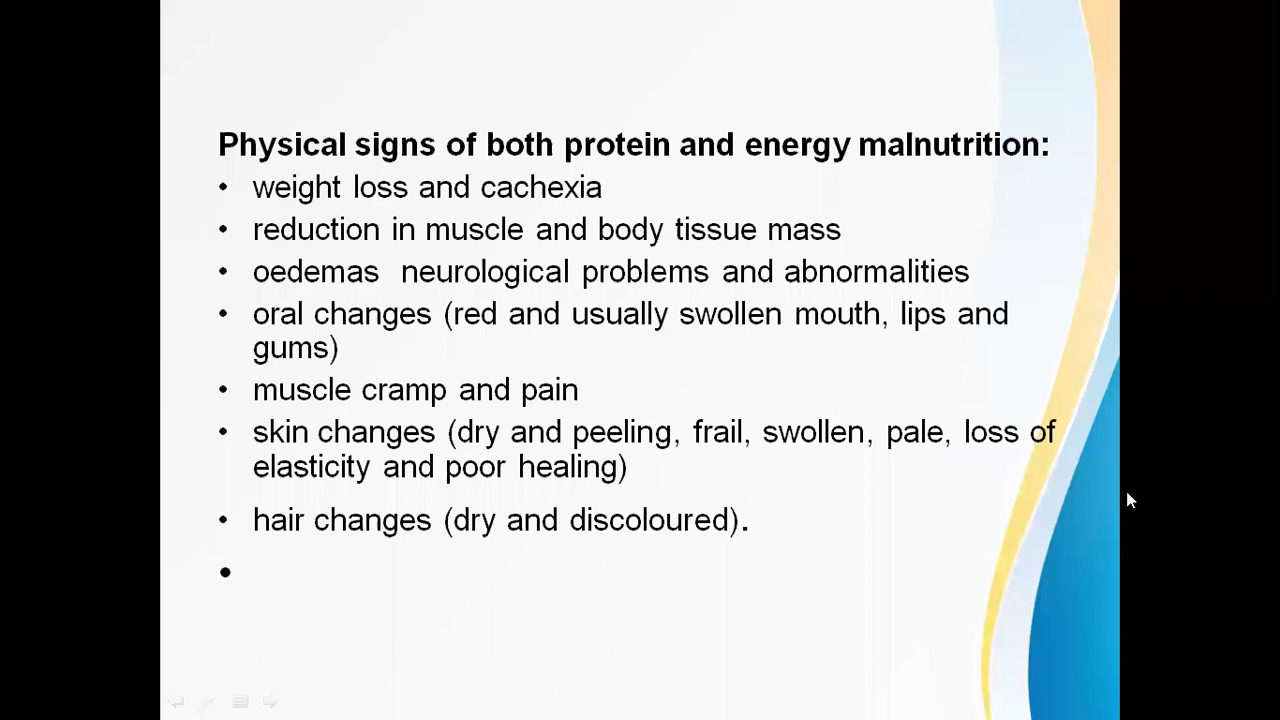 Physical signs of both protein and energy malnutrition:
• weight loss and cachexia
• reduction in muscle and body tissue mass
• oedemas  neurological problems and abnormalities
• oral changes (red and usually swollen mouth, lips and
gums)
• muscle cramp and pain
• skin changes (dry and peeling, frail, swollen, pale, loss of
elasticity and poor healing)
• hair changes (dry and discoloured).
•